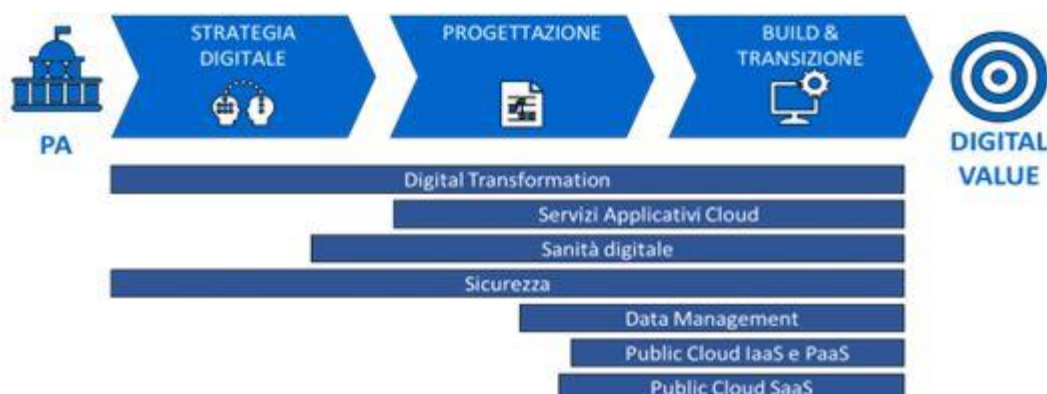 STRATEGIA
DIGITALE
PROGETTAZIONE
BUILD &
TRANSIZIONE
PA
DIGITAL
VALUE
Digital Transformation
Servizi Applicativi Cloud
Sanità digitale
Sicurezza
Data Management
Public Cloud IaaS e PaaS
Public Cloud SaaS